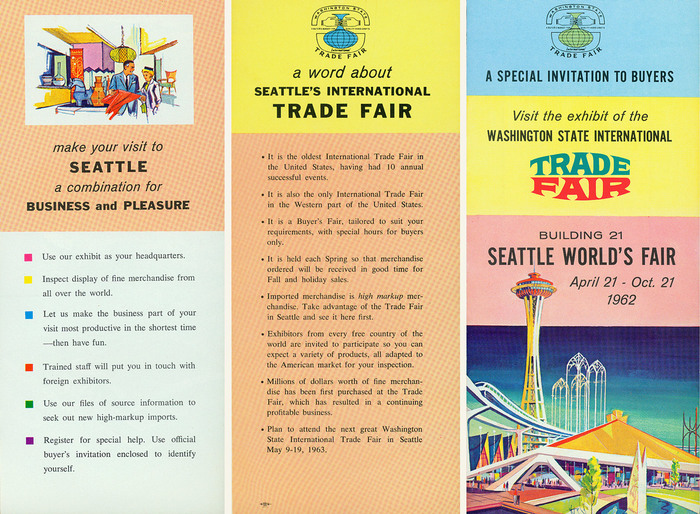 make your visit to
SEATTLE
a combination for
BUSINESS and PLEASURE
Use our exhibit as your headquarters.
Inspect display of fine merchandise from
all over the world.
Let us make the business part of your
visit most productive in the shortest time
—then have fun.
Trained staff will put you in touch with
foreign exhibitors.
Use our files of source information to
seek out new high-markup imports.
Register for special help. Use official
buyer's invitation enclosed to identify
yourself.
WASHINGTON STATE
TRADE FAIR
a word about
SEATTLE'S INTERNATIONAL
TRADE FAIR
• It is the oldest International Trade Fair in
the United States, having had 10 annual
successful events.
• It is also the only International Trade Fair
in the Western part of the United States.
• It is a Buyer's Fair, tailored to suit your
requirements, with special hours for buyers
only.
• It is held each Spring so that merchandise
ordered will be received in good time for
Fall and holiday sales.
• Imported merchandise is high markup mer-
chandise. Take advantage of the Trade Fair
in Seattle and see it here first.
• Exhibitors from every free country of the
world are invited to participate so you can
expect a variety of products, all adapted to
the American market for your inspection.
• Millions of dollars worth of fine merchan-
dise has been first purchased at the Trade
Fair, which has resulted in a continuing
profitable business.
• Plan to attend the next great Washington
State International Trade Fair in Seattle
May 9-19, 1963.
WASHINGTON STATE
TRADE FAIR
A SPECIAL INVITATION TO BUYERS
Visit the exhibit of the
WASHINGTON STATE INTERNATIONAL
TRADE
FAIR
BUILDING 21
SEATTLE WORLD'S FAIR
April 21 - Oct. 21
1962